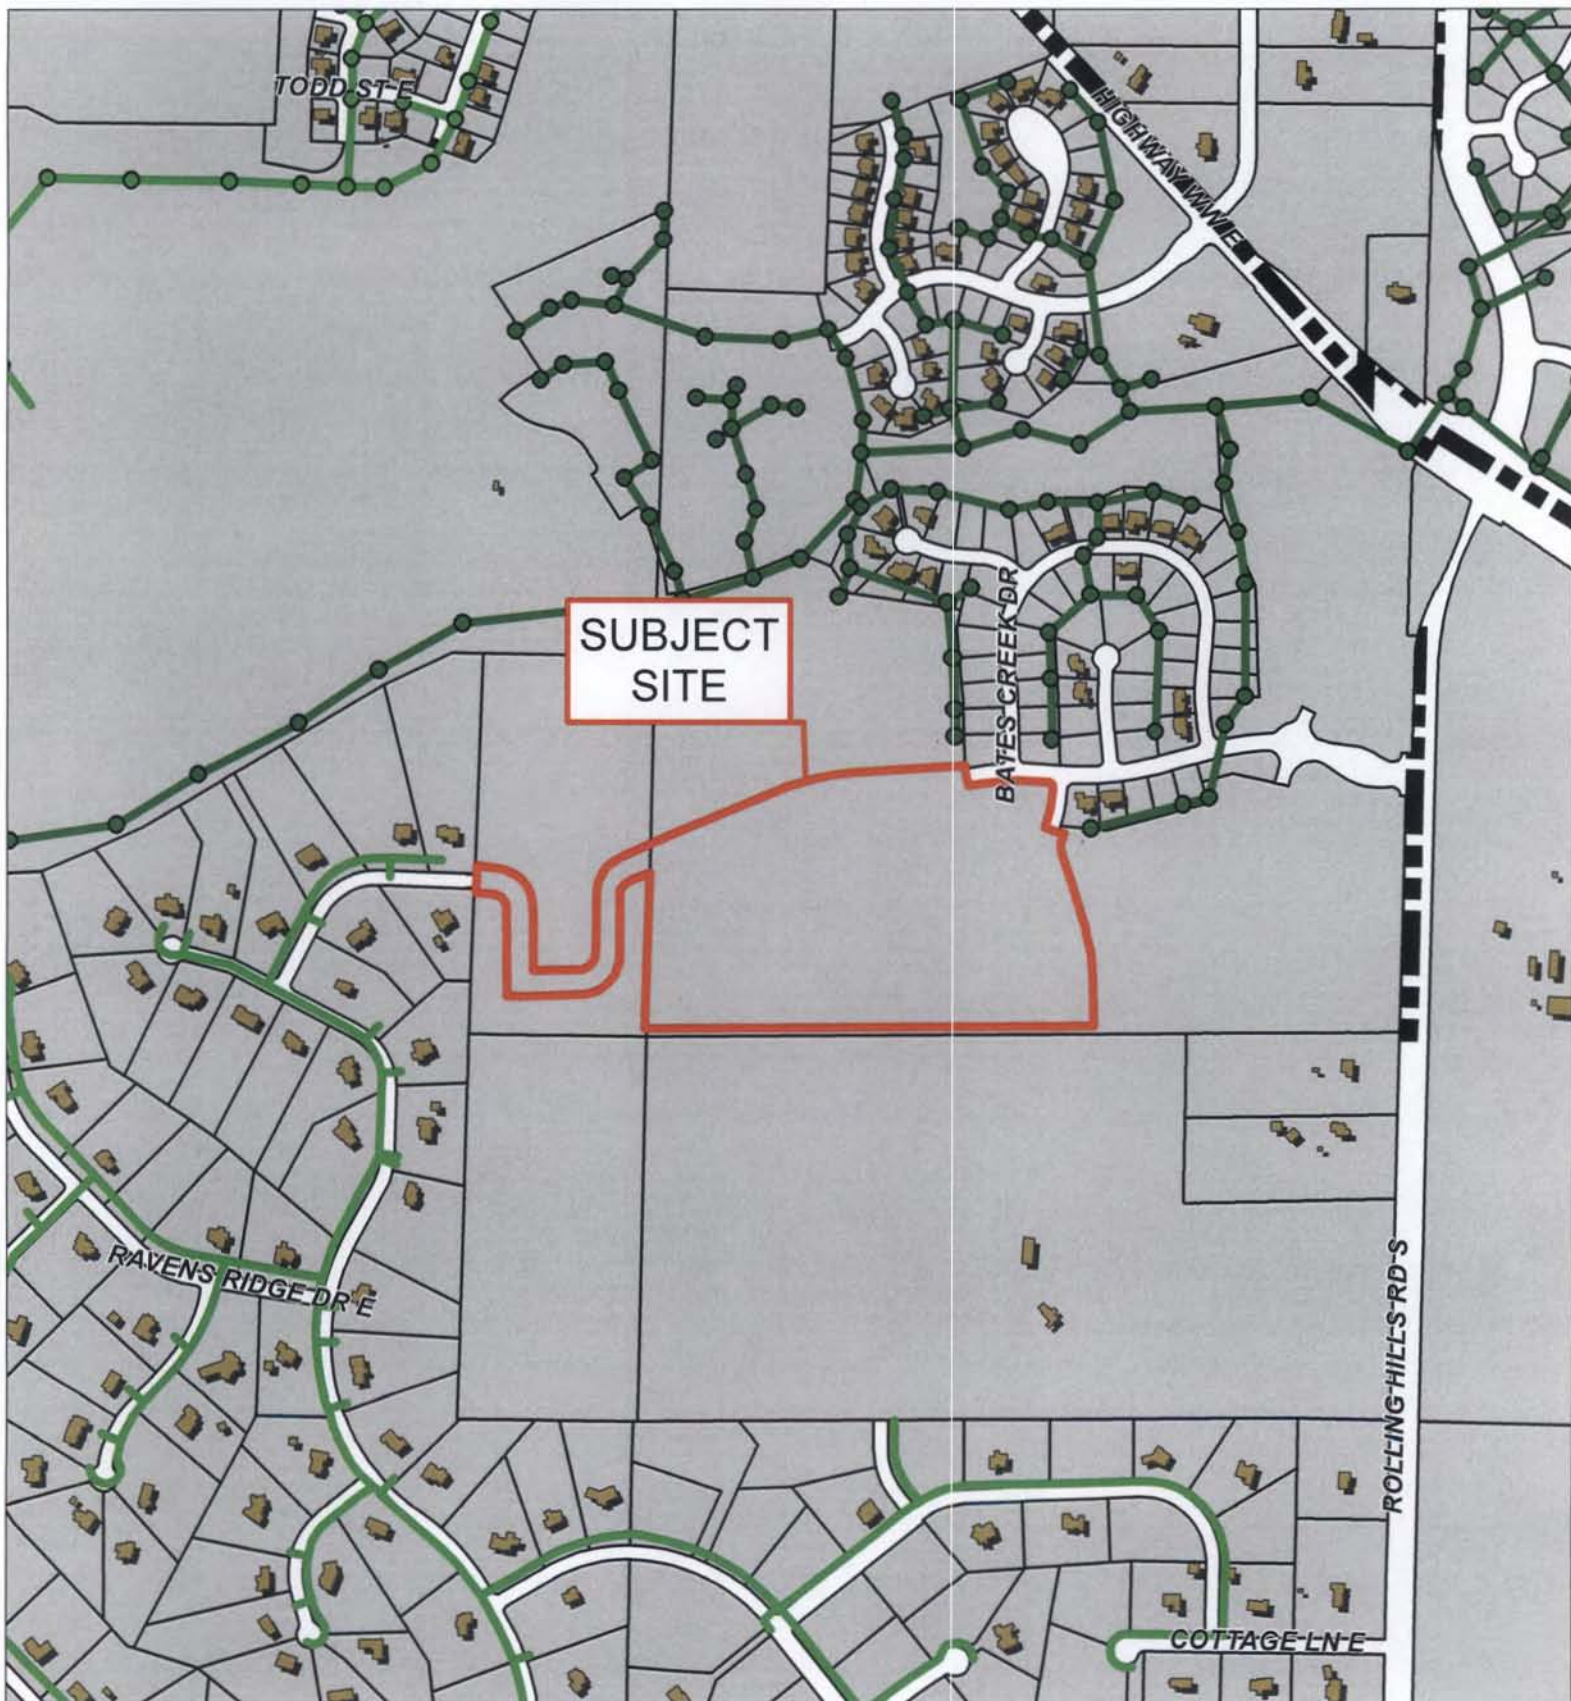 TODD ST E
HIGHWAY WW E
SUBJECT
SITE
BATES CREEK DR
RAVENS RIDGE DR E
ROLLING HILLS RD S
COTTAGE LN E